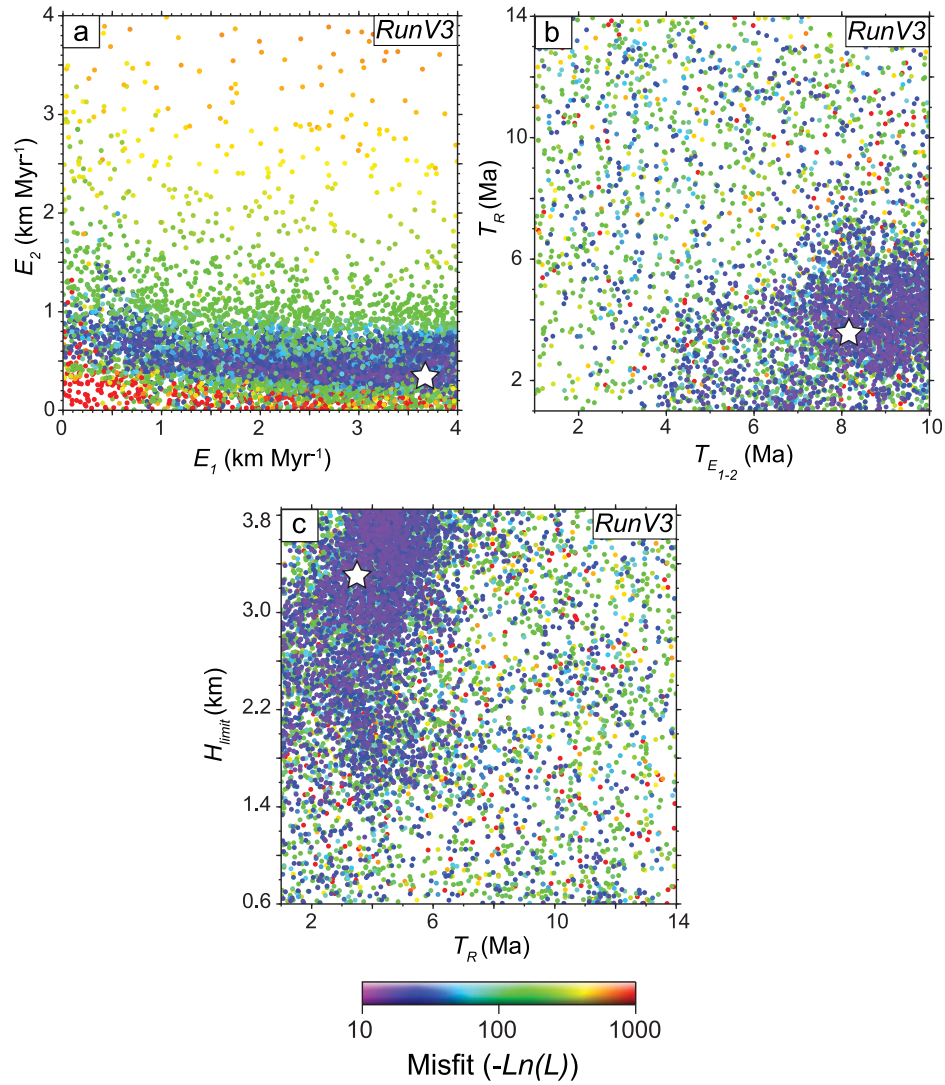 a
RunV3
4
3
2
1
0
E2 (km Myr-1)
0
1
2
3
4
E1 (km Myr-1)
b
RunV3
14
10
6
2
TR (Ma)
2
4
6
8
10
TE1-2 (Ma)
c
RunV3
3.8
3.0
2.2
1.4
0.6
Hlimit (km)
2
6
10
14
TR (Ma)
10
100
1000
Misfit (-Ln(L))